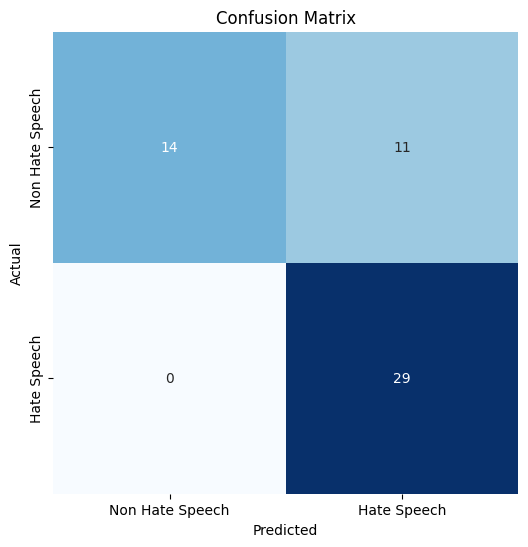 Confusion Matrix
Actual
Non Hate Speech
14
11
Hate Speech
0
29
Non Hate Speech
Hate Speech
Predicted